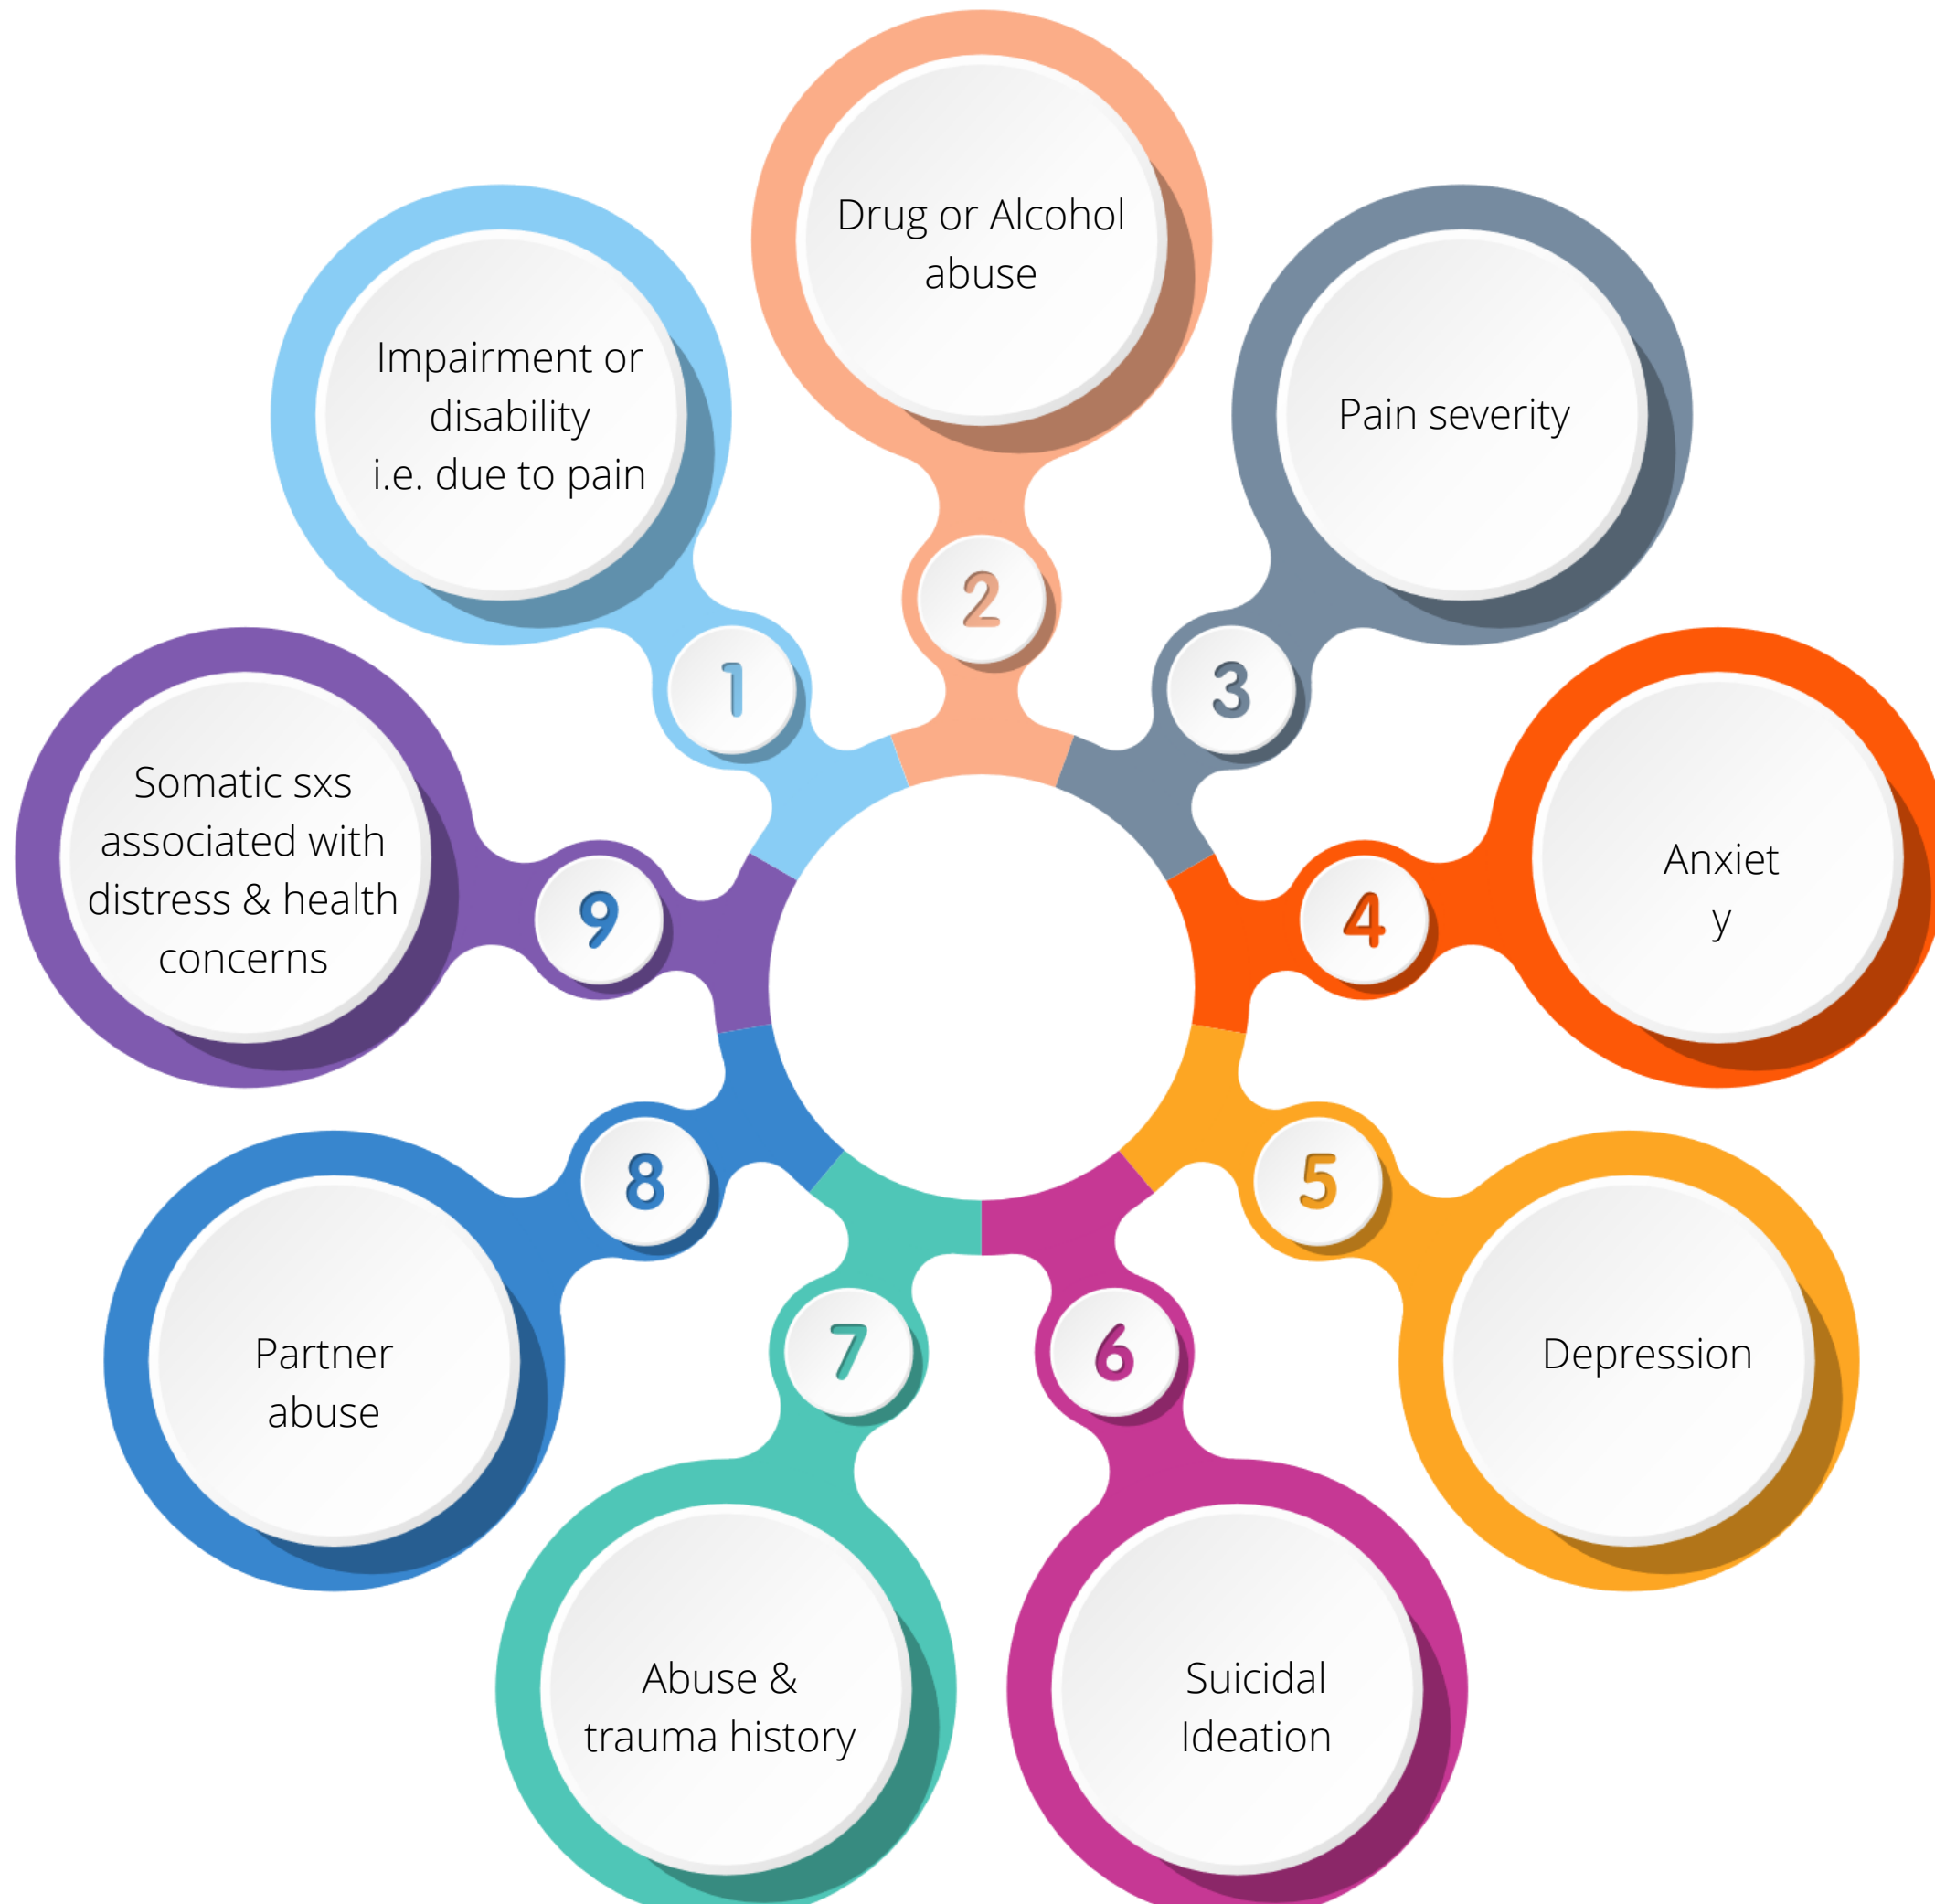 1
Impairment or
disability
i.e. due to pain
2
Drug or Alcohol
abuse
3
Pain severity
4
Anxiet
y
5
Depression
6
Suicidal
Ideation
7
Abuse &
trauma history
8
Partner
abuse
9
Somatic sxs
associated with
distress & health
concerns